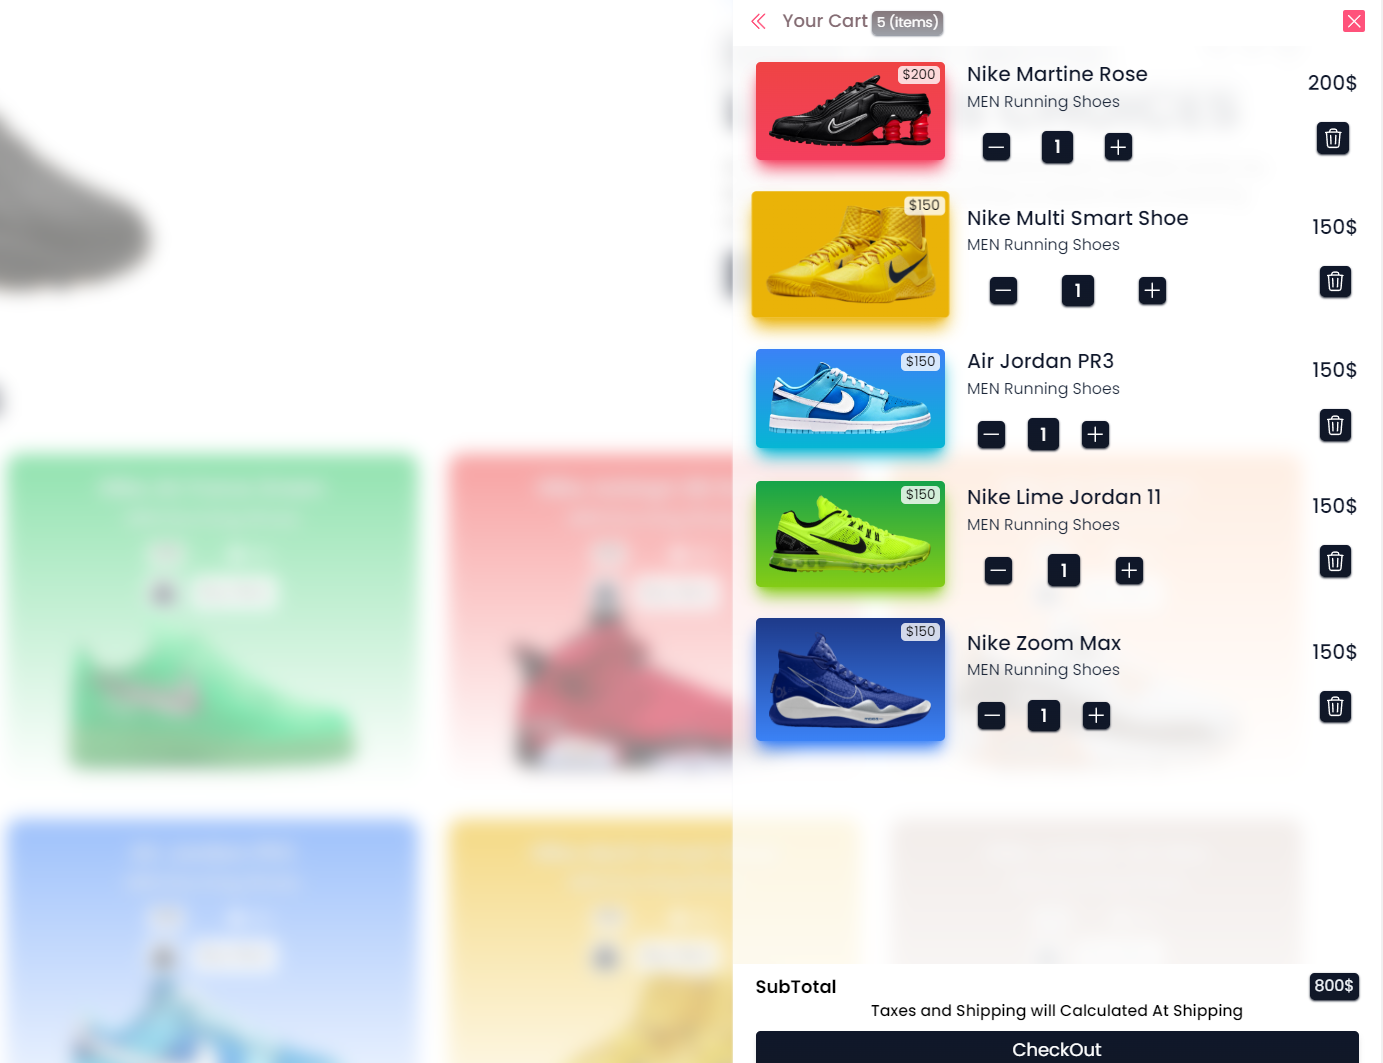 Your Cart 5 (items)
$200
Nike Martine Rose
MEN Running Shoes
200$
1
$150
Nike Multi Smart Shoe
MEN Running Shoes
150$
1
$150
Air Jordan PR3
MEN Running Shoes
150$
1
$150
Nike Lime Jordan 11
MEN Running Shoes
150$
1
$150
Nike Zoom Max
MEN Running Shoes
150$
1
SubTotal
800$
Taxes and Shipping will Calculated At Shipping
CheckOut